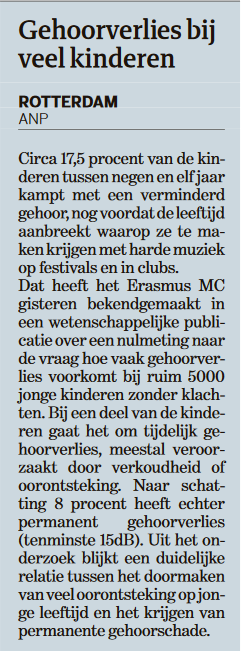 Gehoorverlies bij
veel kinderen
ROTTERDAM
ANP
Circa 17,5 procent van de kin-
deren tussen negen en elf jaar
kampt met een verminderd
gehoor, nog voordat de leeftijd
aanbreekt waarop ze te ma-
ken krijgen met harde muziek
op festivals en in clubs.
Dat heeft het Erasmus MC
gisteren bekendgemaakt in
een wetenschappelijke publi-
catie over een nulmeting naar
de vraag hoe vaak gehoorver-
lies voorkomt bij ruim 5000
jonge kinderen zonder klach-
ten. Bij een deel van de kinde-
ren gaat het om tijdelijk ge-
hoorverlies, meestal veroor-
zaakt door verkoudheid of
oorontsteking. Naar schat-
ting 8 procent heeft echter
permanent gehoorverlies
(tenminste 15dB). Uit het on-
derzoek blijkt een duidelijke
relatie tussen het doormaken
van veel oorontsteking op jon-
ge leeftijd en het krijgen van
permanente gehoorschade.